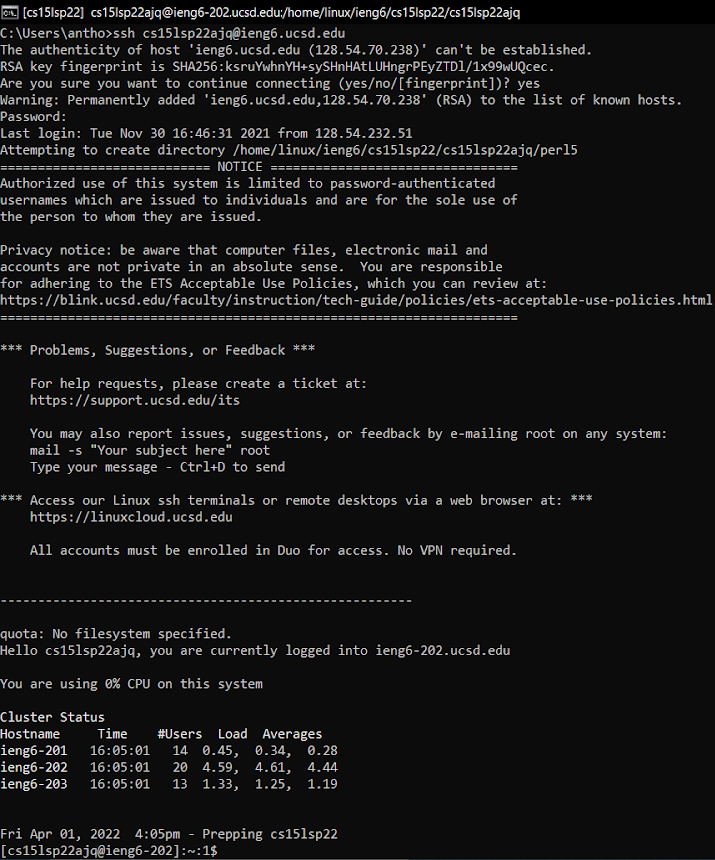 [cs15lsp22] cs15lsp22ajq@ieng6-202.ucsd.edu:/home/linux/ieng6/cs15lsp22/cs15lsp22ajq
C:\Users\antho>ssh cs15lsp22ajq@ieng6.ucsd.edu
The authenticity of host 'ieng6.ucsd.edu (128.54.70.238)' can't be established.
RSA key fingerprint is SHA256:ksruYwhnYH+sySHnHAtLUHngrPEyZTDl/1x99wUQcec.
Are you sure you want to continue connecting (yes/no/[fingerprint])? yes
Warning: Permanently added 'ieng6.ucsd.edu,128.54.70.238' (RSA) to the list of known hosts.
Password:
Last login: Tue Nov 30 16:46:31 2021 from 128.54.232.51
Attempting to create directory /home/linux/ieng6/cs15lsp22/cs15lsp22ajq/perl5
============================ NOTICE =================================
Authorized use of this system is limited to password-authenticated
usernames which are issued to individuals and are for the sole use of
the person to whom they are issued.
Privacy notice: be aware that computer files, electronic mail and
accounts are not private in an absolute sense.  You are responsible
for adhering to the ETS Acceptable Use Policies, which you can review at:
https://blink.ucsd.edu/faculty/instruction/tech-guide/policies/ets-acceptable-use-policies.html
=====================================================================
*** Problems, Suggestions, or Feedback ***
For help requests, please create a ticket at:
https://support.ucsd.edu/its
You may also report issues, suggestions, or feedback by e-mailing root on any system:
mail -s "Your subject here" root
Type your message - Ctrl+D to send
*** Access our Linux ssh terminals or remote desktops via a web browser at: ***
https://linuxcloud.ucsd.edu
All accounts must be enrolled in Duo for access. No VPN required.
-------------------------------------------------------
quota: No filesystem specified.
Hello cs15lsp22ajq, you are currently logged into ieng6-202.ucsd.edu
You are using 0% CPU on this system
Cluster Status
Hostname     Time    #Users  Load  Averages
ieng6-201   16:05:01   14  0.45,  0.34,  0.28
ieng6-202   16:05:01   20  4.59,  4.61,  4.44
ieng6-203   16:05:01   13  1.33,  1.25,  1.19
Fri Apr 01, 2022  4:05pm - Prepping cs15lsp22
[cs15lsp22ajq@ieng6-202]:~:1$